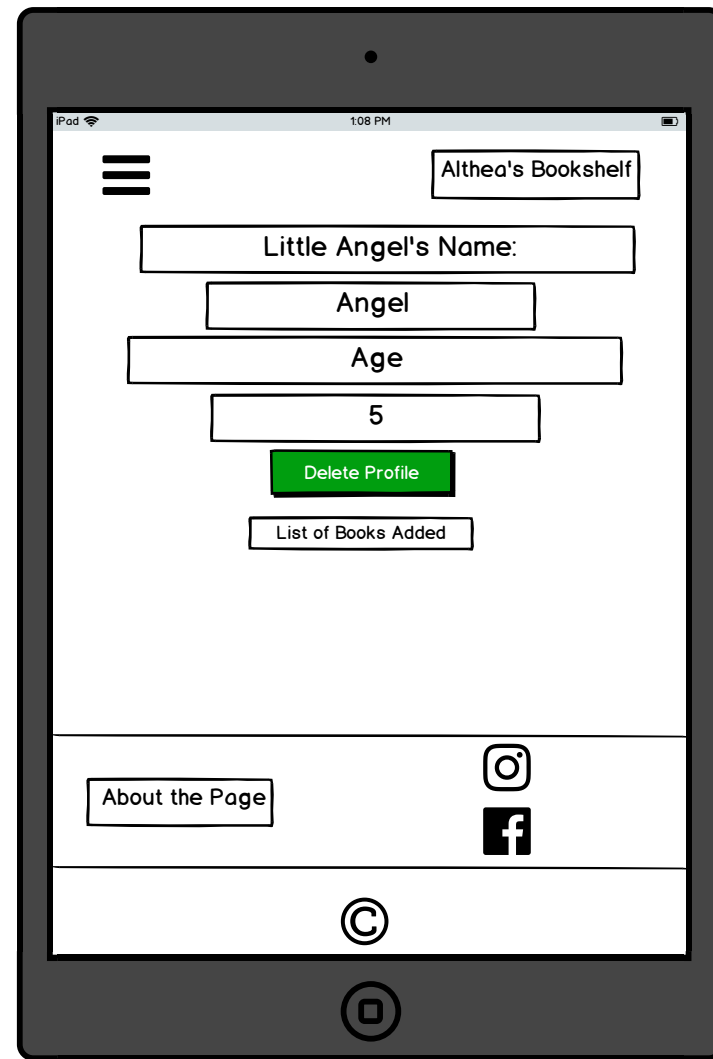 iPad
1:08 PM
Althea's Bookshelf
Little Angel's Name:
Angel
Age
5
Delete Profile
List of Books Added
About the Page
©